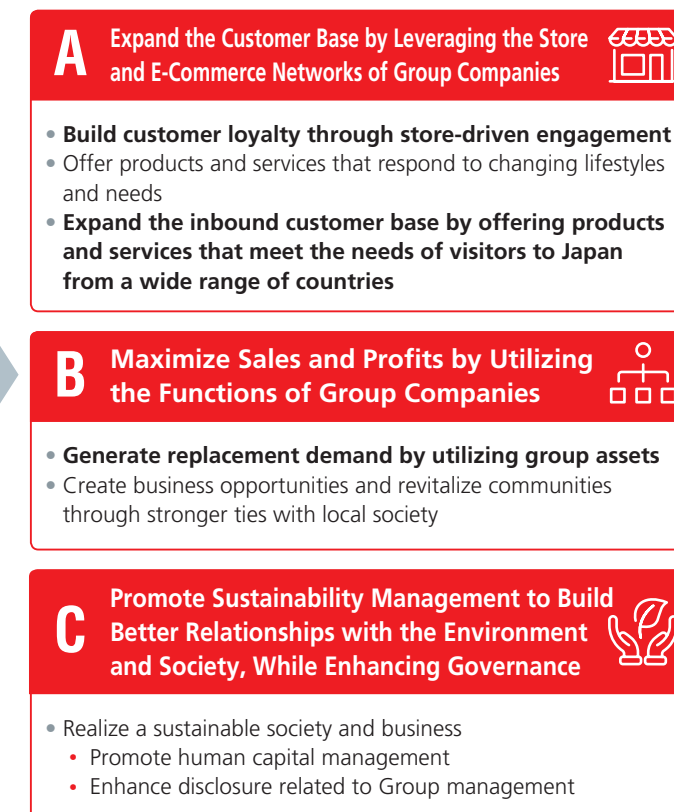 A
Expand the Customer Base by Leveraging the Store
and E-Commerce Networks of Group Companies
• Build customer loyalty through store-driven engagement
• Offer products and services that respond to changing lifestyles
and needs
• Expand the inbound customer base by offering products
and services that meet the needs of visitors to Japan
from a wide range of countries
B
Maximize Sales and Profits by Utilizing
the Functions of Group Companies
• Generate replacement demand by utilizing group assets
• Create business opportunities and revitalize communities
through stronger ties with local society
C
Promote Sustainability Management to Build
Better Relationships with the Environment
and Society, While Enhancing Governance
• Realize a sustainable society and business
• Promote human capital management
• Enhance disclosure related to Group management